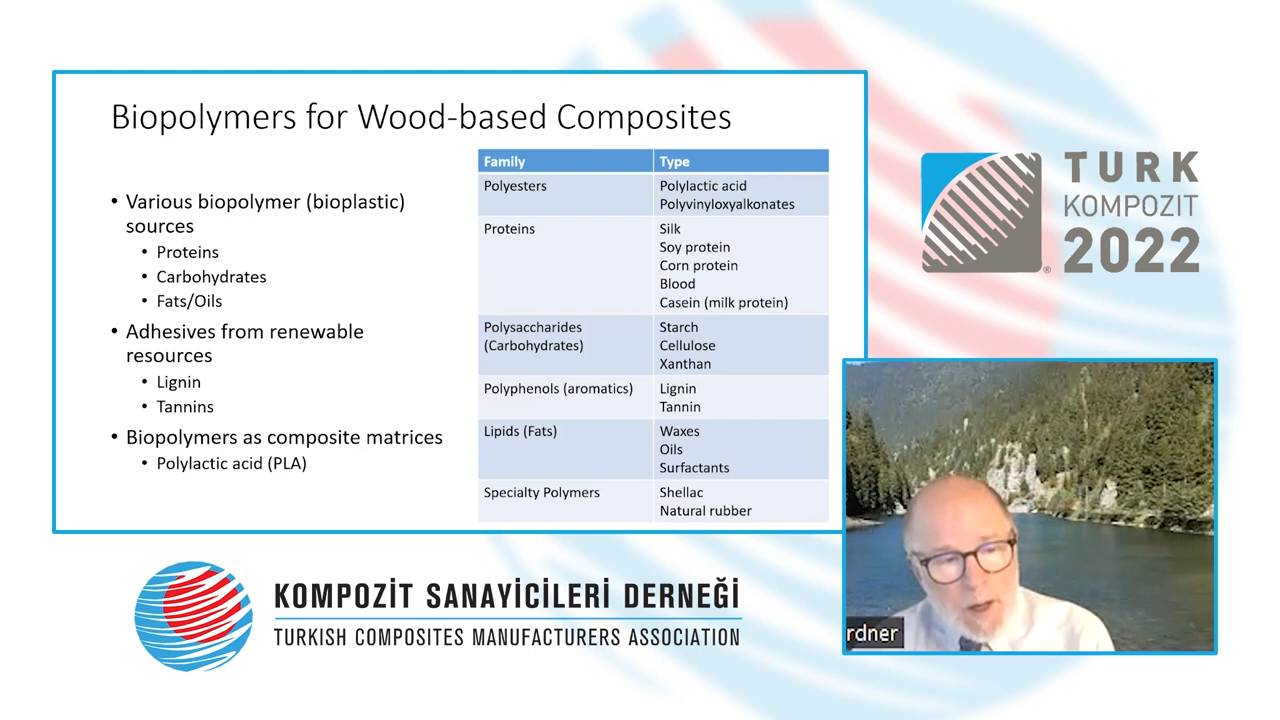 Biopolymers for Wood-based Composites
• Various biopolymer (bioplastic)
sources
• Proteins
• Carbohydrates
• Fats/Oils
• Adhesives from renewable
resources
• Lignin
• Tannins
• Biopolymers as composite matrices
• Polylactic acid (PLA)
Family Type
Polyesters Polylactic acid
Polyvinyloxyalkonates
Proteins Silk
Soy protein
Corn protein
Blood
Casein (milk protein)
Polysaccharides Starch
(Carbohydrates) Cellulose
Xanthan
Polyphenols (aromatics) Lignin
Tannin
Lipids (Fats) Waxes
Oils
Surfactants
Specialty Polymers Shellac
Natural rubber
TURK
KOMPOZIT
2022
®
rdner
KOMPOZİT SANAYİCİLERİ DERNEĞİ
TURKISH COMPOSITES MANUFACTURERS ASSOCIATION